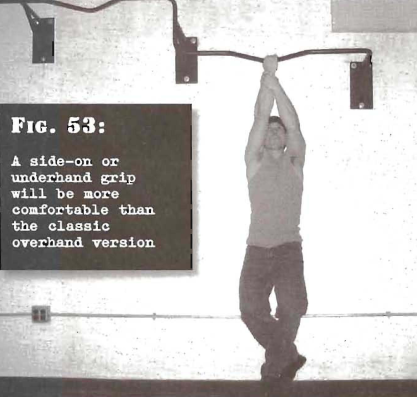 FIG. 53:
A side-on or
underhand grip
will be more
comfortable than
the classic
overhand version